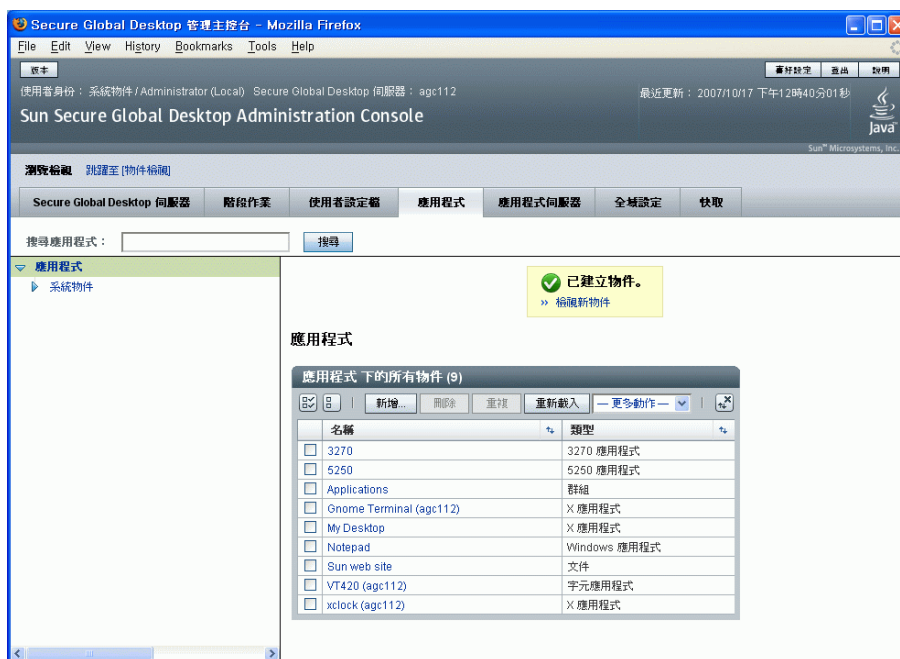 Secure Global Desktop 管理主控台 - Mozilla Firefox
File Edit View History Bookmarks Tools Help
版本 喜好設定 登出 說明
使用者身份： 系統物件 / Administrator (Local) Secure Global Desktop 伺服器： agc112 最近更新： 2007/10/17 下午12時40分01秒
Sun Secure Global Desktop Administration Console
Java
Sun™ Microsystems, Inc.
瀏覽檢視 跳躍至 [物件檢視]
Secure Global Desktop 伺服器 階段作業 使用者設定檔 應用程式 應用程式伺服器 全域設定 快取
搜尋應用程式： 搜尋
應用程式
系統物件
已建立物件。
» 檢視新物件
應用程式
應用程式 下的所有物件 (9)
新增... 刪除 重複 重新載入 — 更多動作 —
名稱 類型
3270 3270 應用程式
5250 5250 應用程式
Applications 群組
Gnome Terminal (agc112) X 應用程式
My Desktop X 應用程式
Notepad Windows 應用程式
Sun web site 文件
VT420 (agc112) 字元應用程式
xclock (agc112) X 應用程式